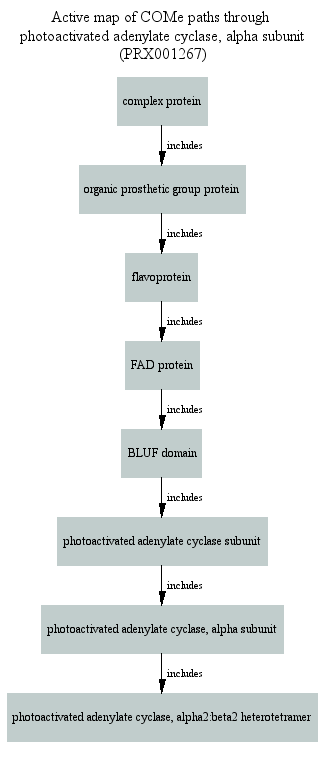 Active map of COMe paths through
photoactivated adenylate cyclase, alpha subunit
(PRX001267)
complex protein
includes
organic prosthetic group protein
includes
flavoprotein
includes
FAD protein
includes
BLUF domain
includes
photoactivated adenylate cyclase subunit
includes
photoactivated adenylate cyclase, alpha subunit
includes
photoactivated adenylate cyclase, alpha2:beta2 heterotetramer